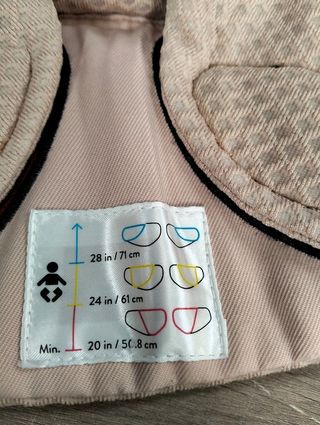 28 in / 71 cm
24 in / 61 cm
Min. 20 in / 50.8 cm